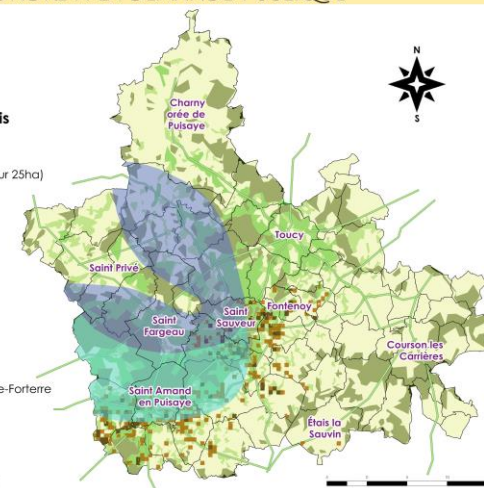 N
S
is
ur 25ha)
e-Forterre
Charny
orée de
Puisaye
Toucy
Saint Privé
Saint
Fargeau
Saint
Sauveur
Fontenoy
Courson les
Carrières
Saint Amand
en Puisaye
Étais la
Sauvin